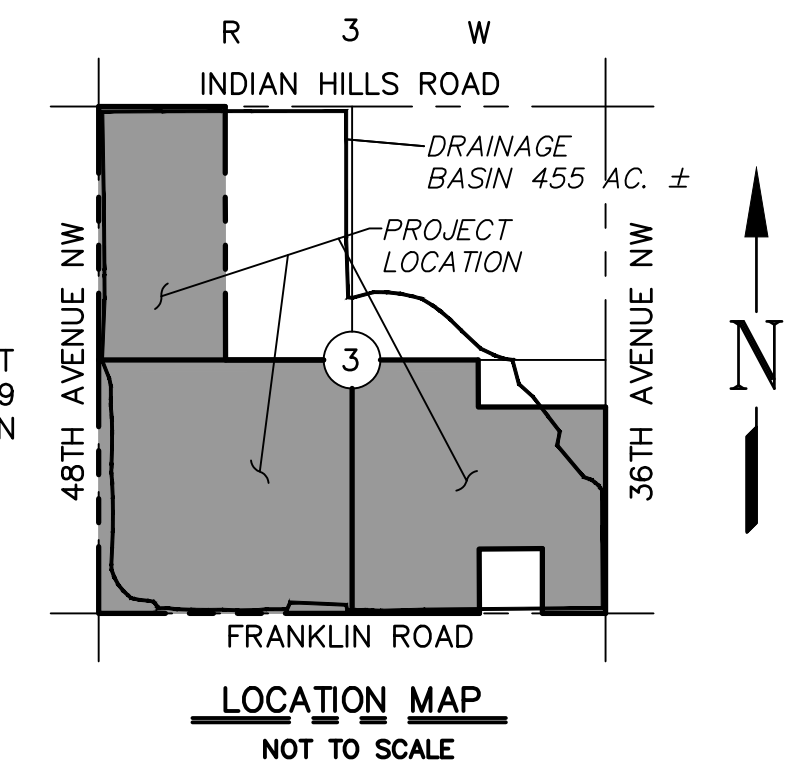 R 3 W
INDIAN HILLS ROAD
DRAINAGE
BASIN 455 AC. ±
PROJECT
LOCATION
48TH AVENUE NW
36TH AVENUE NW
T
9
N
3
N
FRANKLIN ROAD
LOCATION MAP
NOT TO SCALE